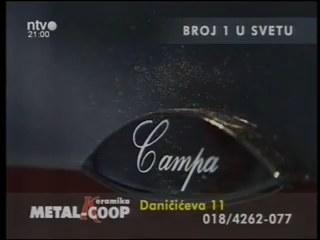 ntv
21:00
BROJ 1 U SVETU
Campa
Keramika
METAL-COOP
Daničićeva 11
018/4262-077